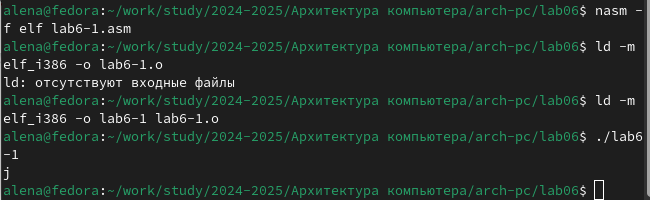 alena@fedora:~/work/study/2024-2025/Архитектура компьютера/arch-pc/lab06$ nasm -
f elf lab6-1.asm
alena@fedora:~/work/study/2024-2025/Архитектура компьютера/arch-pc/lab06$ ld -m
elf_i386 -o lab6-1.o
ld: отсутствуют входные файлы
alena@fedora:~/work/study/2024-2025/Архитектура компьютера/arch-pc/lab06$ ld -m
elf_i386 -o lab6-1 lab6-1.o
alena@fedora:~/work/study/2024-2025/Архитектура компьютера/arch-pc/lab06$ ./lab6
-1
j
alena@fedora:~/work/study/2024-2025/Архитектура компьютера/arch-pc/lab06$